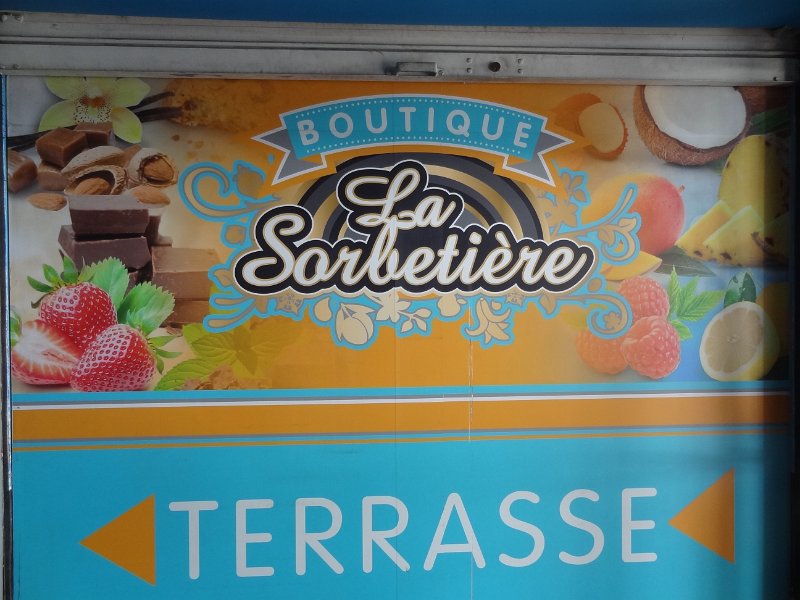 BOUTIQUE
La
Sorbetière
TERRASSE